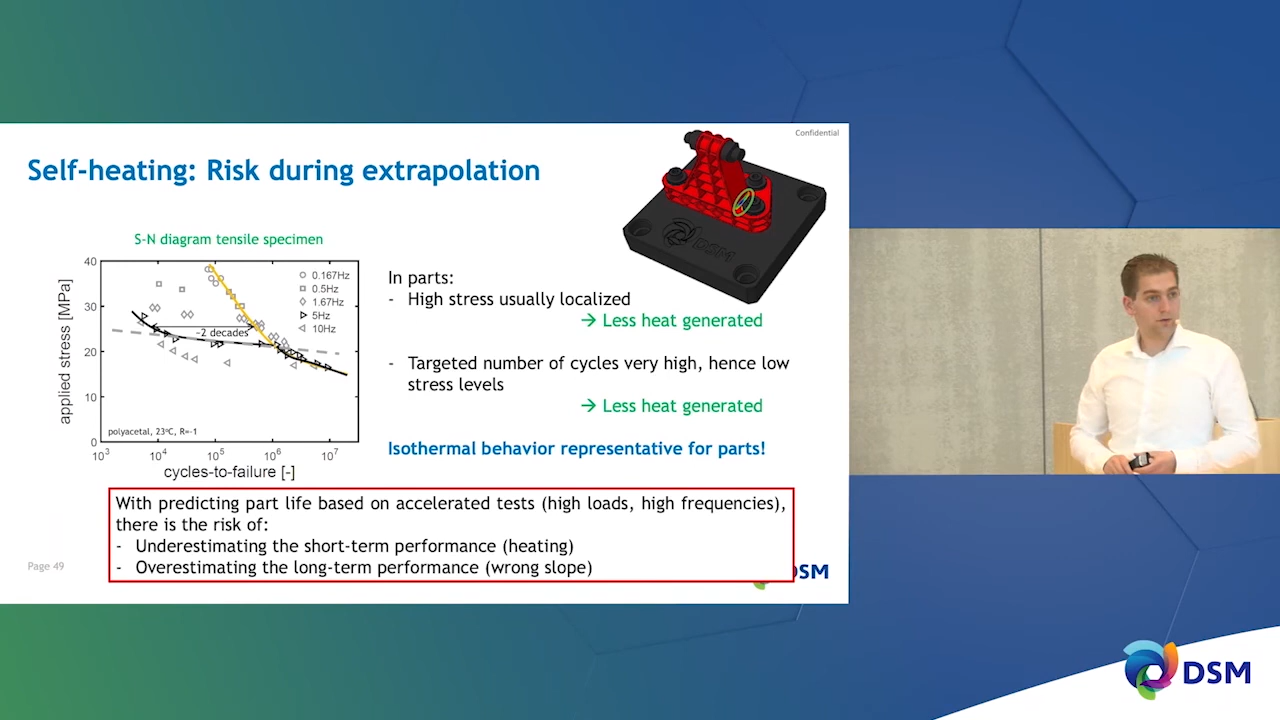 Confidential
Self-heating: Risk during extrapolation
DSM
S-N diagram tensile specimen
applied stress [MPa]
40
30
20
10
0
0.167Hz
0.5Hz
1.67Hz
5Hz
10Hz
~2 decades
polyacetal, 23°C, R=-1
10³ 10⁴ 10⁵ 10⁶ 10⁷
cycles-to-failure [-]
In parts:
- High stress usually localized
→ Less heat generated
- Targeted number of cycles very high, hence low
stress levels
→ Less heat generated
Isothermal behavior representative for parts!
With predicting part life based on accelerated tests (high loads, high frequencies),
there is the risk of:
- Underestimating the short-term performance (heating)
- Overestimating the long-term performance (wrong slope)
Page 49
DSM
DSM